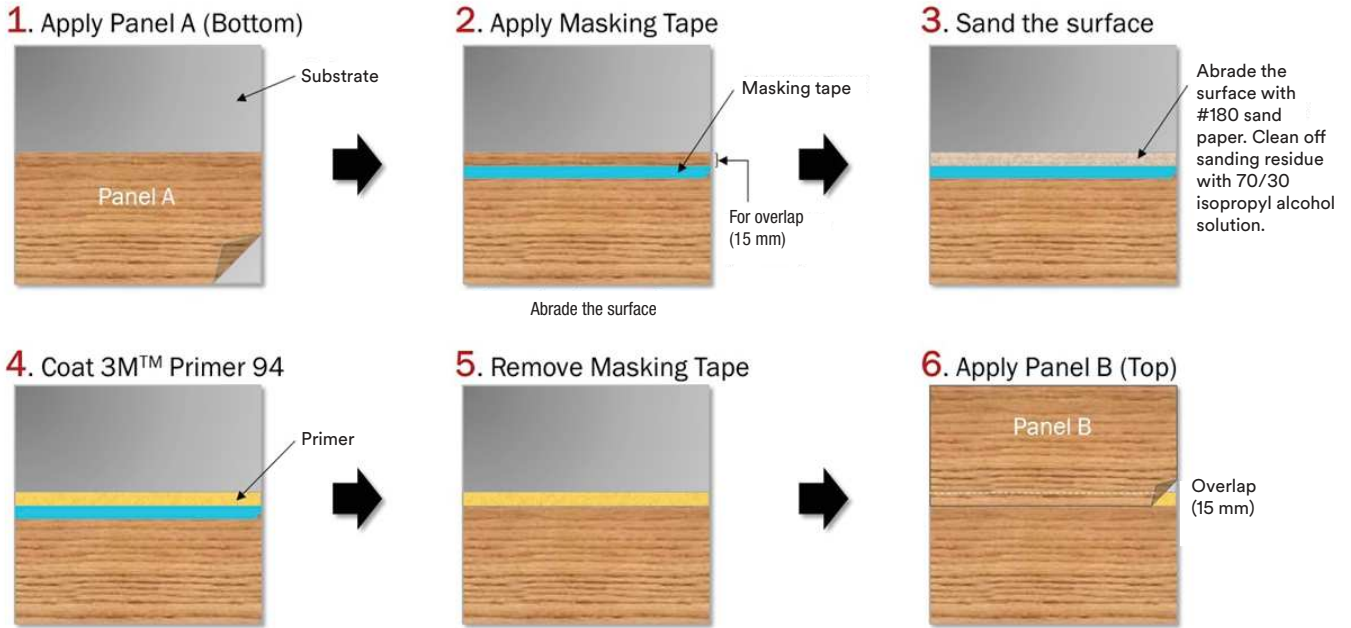 1. Apply Panel A (Bottom)
Substrate
Panel A
2. Apply Masking Tape
Masking tape
For overlap
(15 mm)
Abrade the surface
3. Sand the surface
Abrade the
surface with
#180 sand
paper. Clean off
sanding residue
with 70/30
isopropyl alcohol
solution.
4. Coat 3M™ Primer 94
Primer
5. Remove Masking Tape
6. Apply Panel B (Top)
Panel B
Overlap
(15 mm)